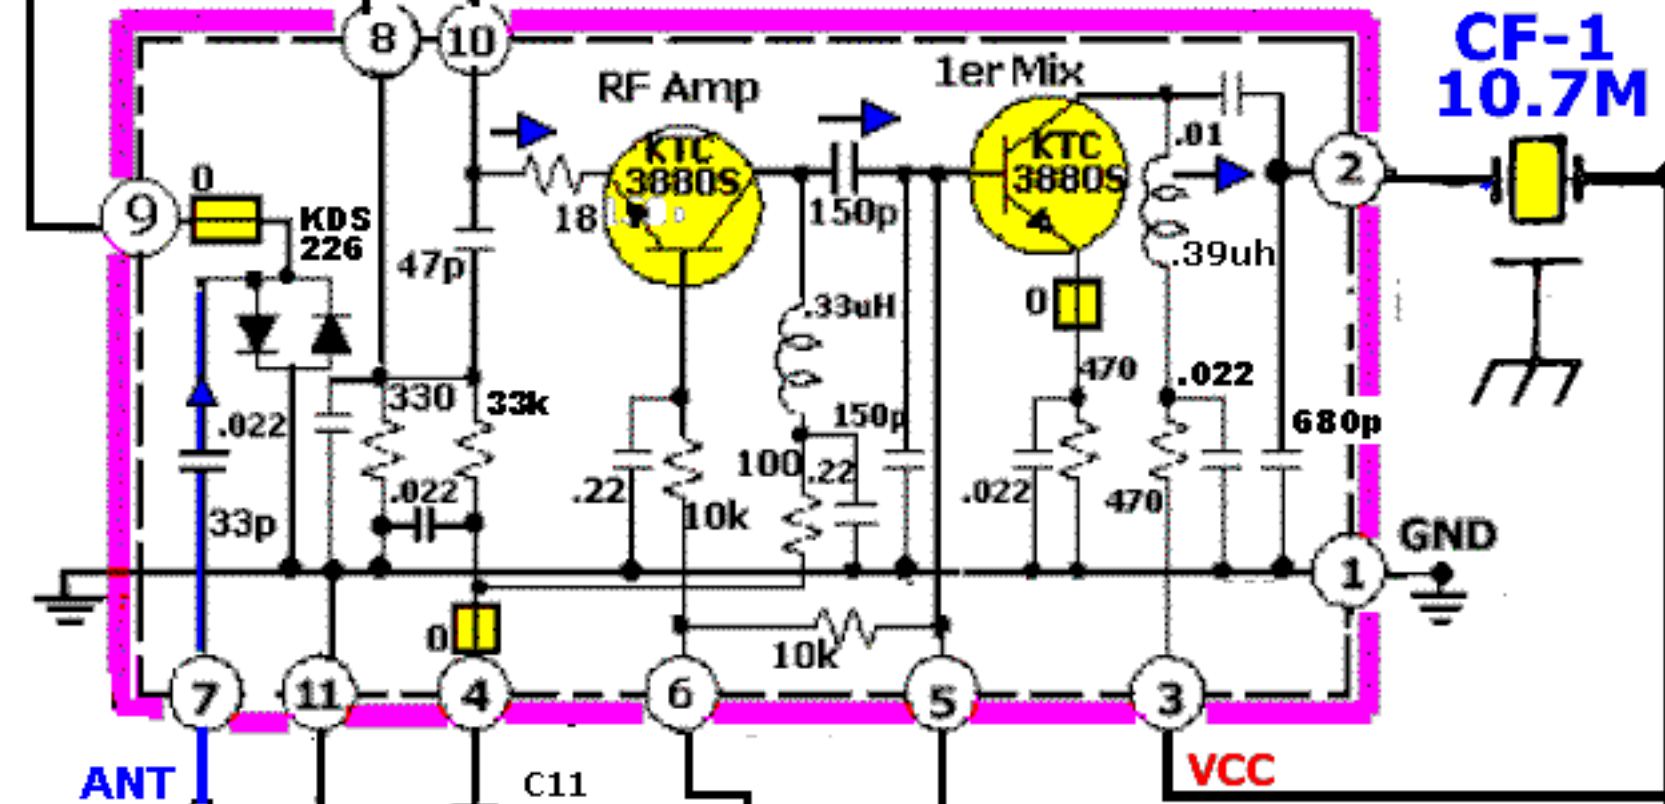 8
10
CF-1
10.7M
RF Amp
1er Mix
KTC
3880S
KTC
3880S
.01
2
0
9
KDS
226
18
150p
47p
.39uh
0
.33uH
330
33k
470
.022
.022
150p
680p
100
.22
.022
.22
.022
470
33p
10k
GND
1
0
10k
7
11
4
6
5
3
ANT
C11
VCC